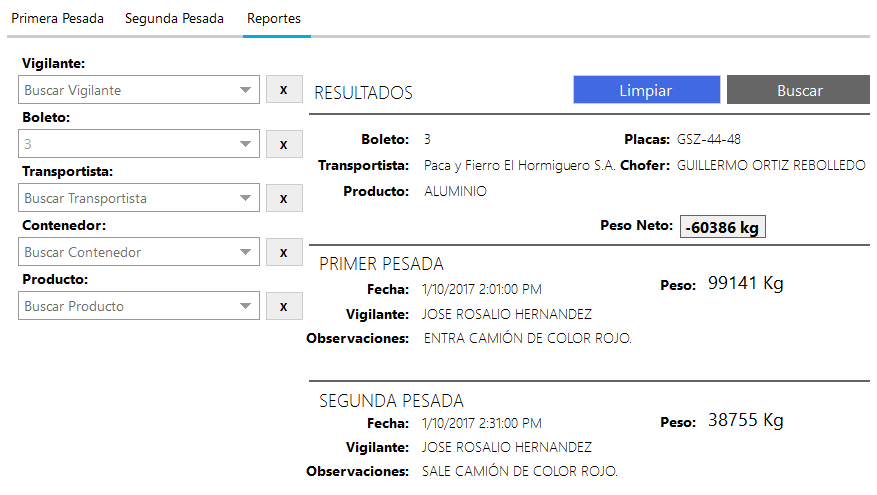 Primera Pesada Segunda Pesada Reportes
Vigilante:
Buscar Vigilante x
Boleto:
3 x
Transportista:
Buscar Transportista x
Contenedor:
Buscar Contenedor x
Producto:
Buscar Producto x
RESULTADOS Limpiar Buscar
Boleto: 3 Placas: GSZ-44-48
Transportista: Paca y Fierro El Hormiguero S.A. Chofer: GUILLERMO ORTIZ REBOLLEDO
Producto: ALUMINIO
Peso Neto: -60386 kg
PRIMER PESADA
Fecha: 1/10/2017 2:01:00 PM Peso: 99141 Kg
Vigilante: JOSE ROSALIO HERNANDEZ
Observaciones: ENTRA CAMIÓN DE COLOR ROJO.
SEGUNDA PESADA
Fecha: 1/10/2017 2:31:00 PM Peso: 38755 Kg
Vigilante: JOSE ROSALIO HERNANDEZ
Observaciones: SALE CAMIÓN DE COLOR ROJO.